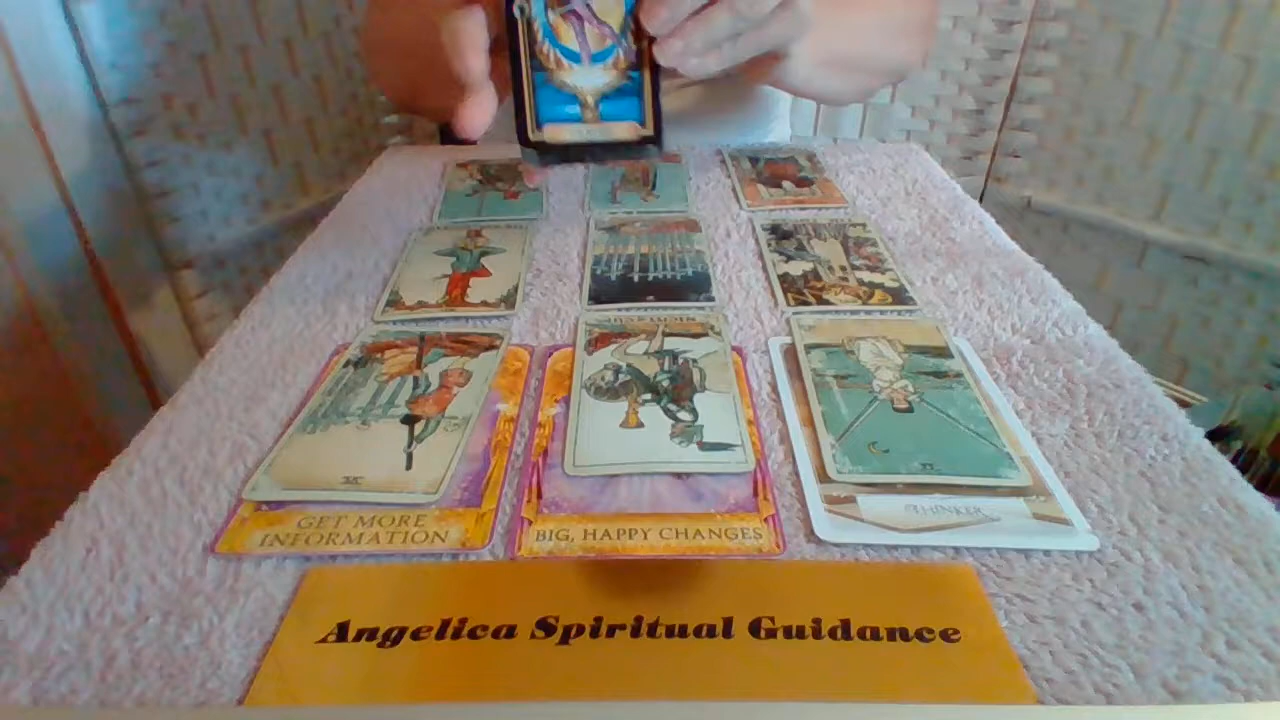 GET MORE
INFORMATION
BIG, HAPPY CHANGES
THINKER
Angelica Spiritual Guidance